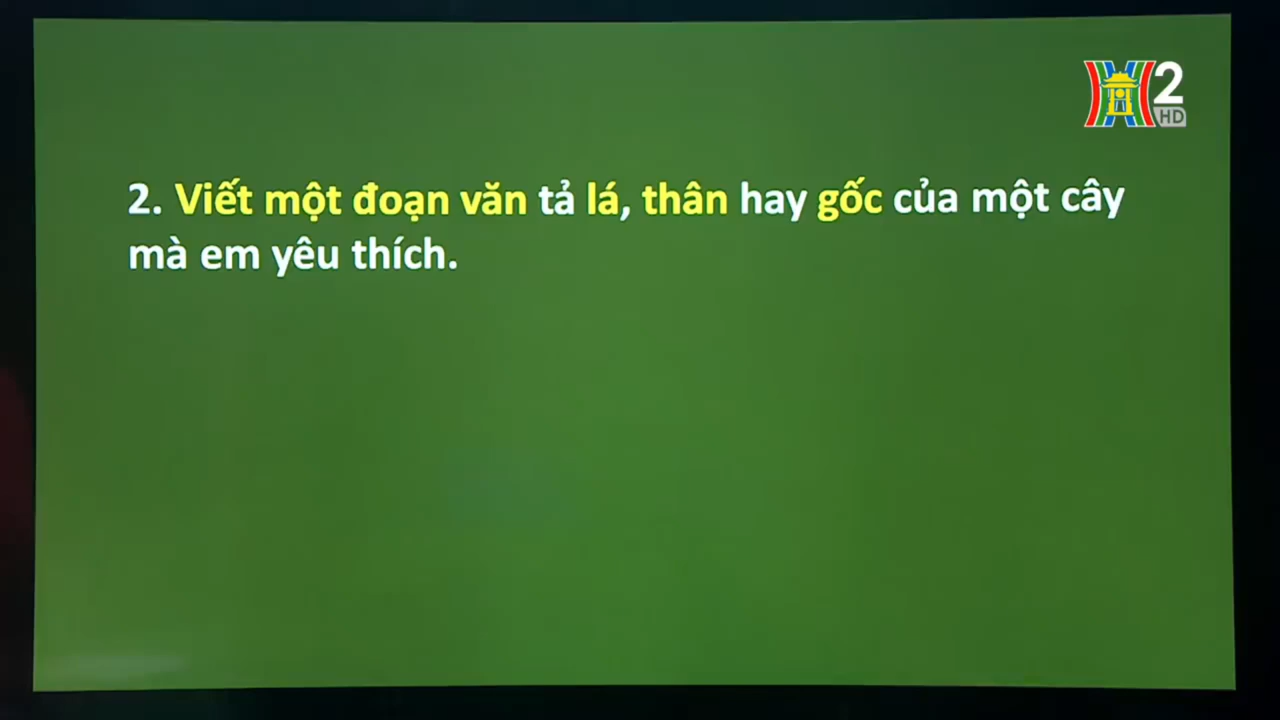 2
HD
2. Viết một đoạn văn tả lá, thân hay gốc của một cây
mà em yêu thích.